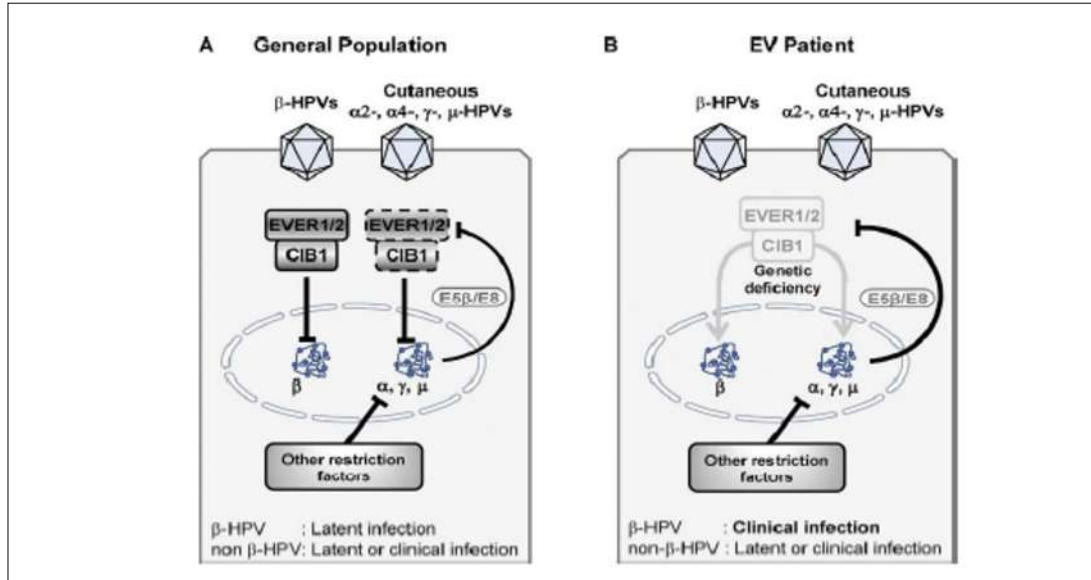 A General Population
β-HPVs
Cutaneous
α2-, α4-, γ-, μ-HPVs
EVER1/2
CIB1
EVER1/2
CIB1
E5β/E8
β
α, γ, μ
Other restriction
factors
β-HPV : Latent infection
non β-HPV: Latent or clinical infection
B EV Patient
β-HPVs
Cutaneous
α2-, α4-, γ-, μ-HPVs
EVER1/2
CIB1
Genetic
deficiency
E5β/E8
β
α, γ, μ
Other restriction
factors
β-HPV : Clinical infection
non-β-HPV : Latent or clinical infection